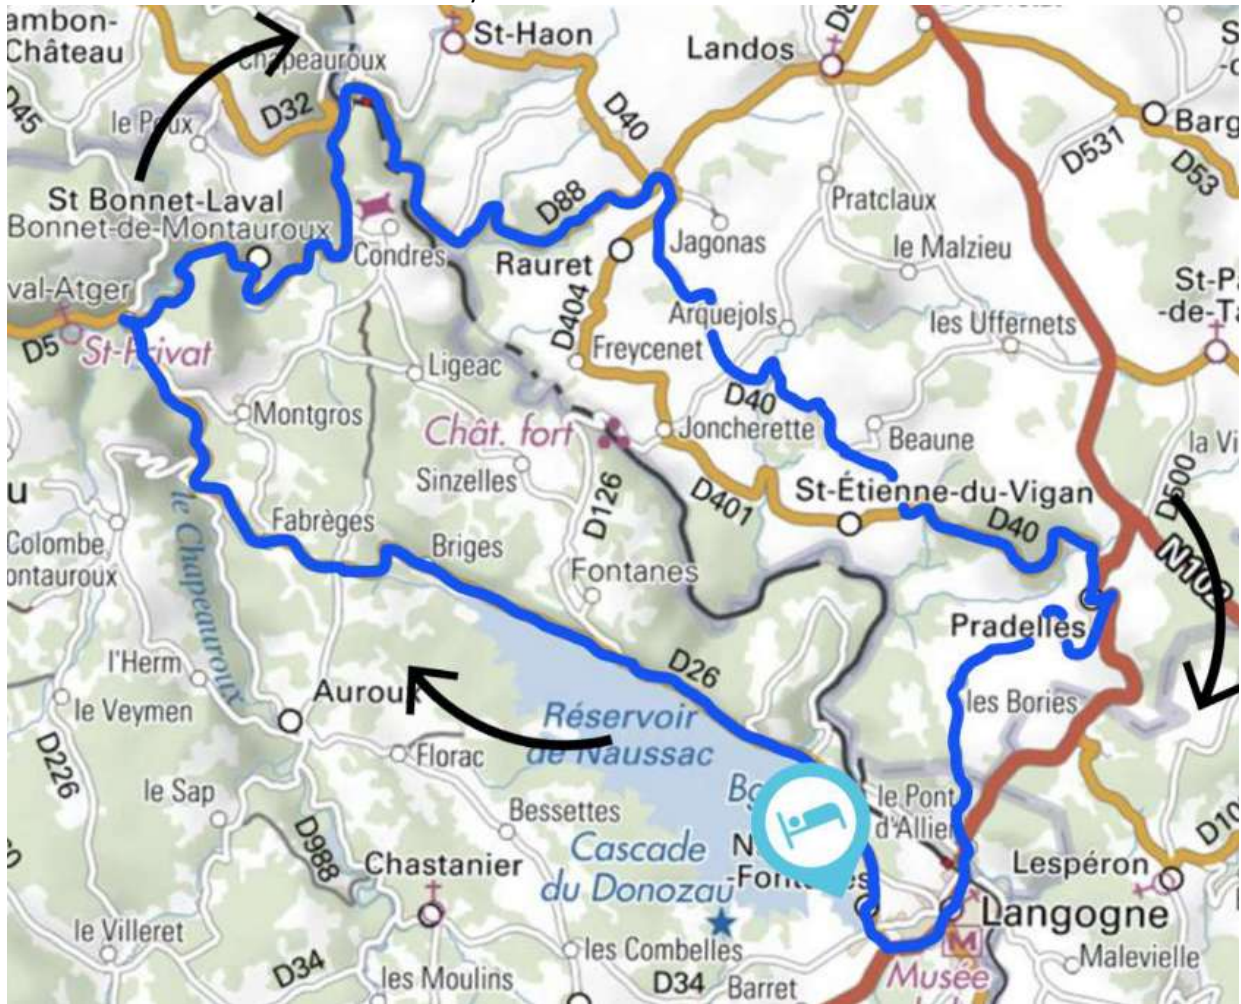 ambon-
Château
St-Haon
Landos
Chapeauroux
D45
D32
le Poux
D40
D531
Barg
D53
St Bonnet-Laval
Bonnet-de-Montauroux
D88
Pratclaux
Condres
Rauret
Jagonas
le Malzieu
val-Atger
D5
St-Privat
D404
Arquejols
les Uffernets
St-Pa
-de-Ta
Ligeac
Freycenet
Montgros
D40
Chât. fort
Joncherette
Beaune
la Vi
Sinzelles
D126
D401
St-Étienne-du-Vigan
D500
u
le Chapeauroux
Fabrèges
Briges
D40
N102
Colombe
ontauroux
Fontanes
Pradelles
l'Herm
D26
le Veymen
Auroux
Réservoir
de Naussac
les Bories
D226
Florac
le Sap
Bessettes
le Pont
d'Allier
D10
D988
Chastanier
Cascade
du Donozau
Lespéron
Langogne
le Villeret
les Combelles
Malevielle
D34
les Moulins
D34
Barret
M
Musée